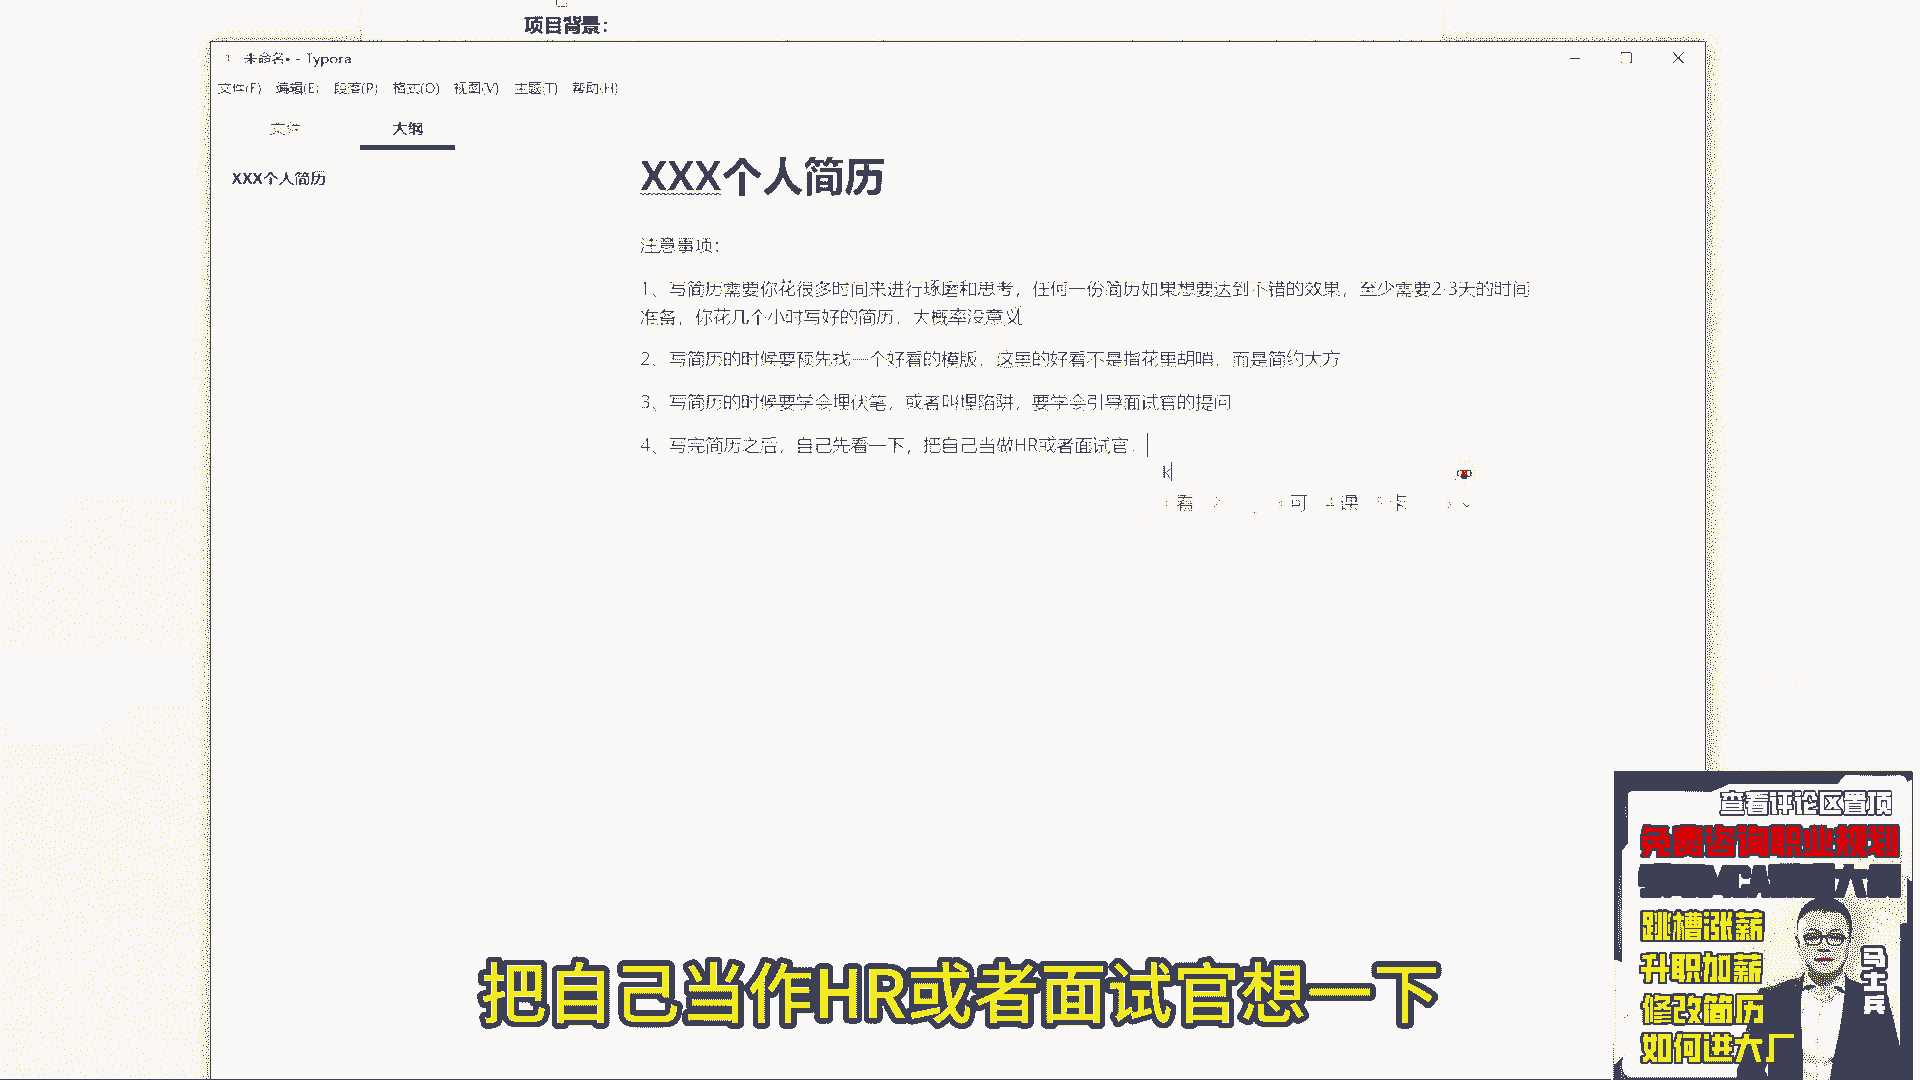 项目背景：
未命名• - Typora
文件(F) 编辑(E) 段落(P) 格式(O) 视图(V) 主题(T) 帮助(H)
文件 大纲
XXX个人简历
XXX个人简历
注意事项：
1、写简历需要你花很多时间来进行琢磨和思考，任何一份简历如果想要达到不错的效果，至少需要2-3天的时间
准备，你花几个小时写好的简历，大概率没意义
2、写简历的时候要预先找一个好看的模版，这里的好看不是指花里胡哨，而是简约大方
3、写简历的时候要学会埋伏笔，或者叫埋陷阱，要学会引导面试官的提问
4、写完简历之后，自己先看一下，把自己当做HR或者面试官，
k
看 可 4 课 5 卡
查看评论区置顶
免费咨询职业规划
跳槽涨薪
升职加薪
修改简历
如何进大厂
马士兵
把自己当作HR或者面试官想一下